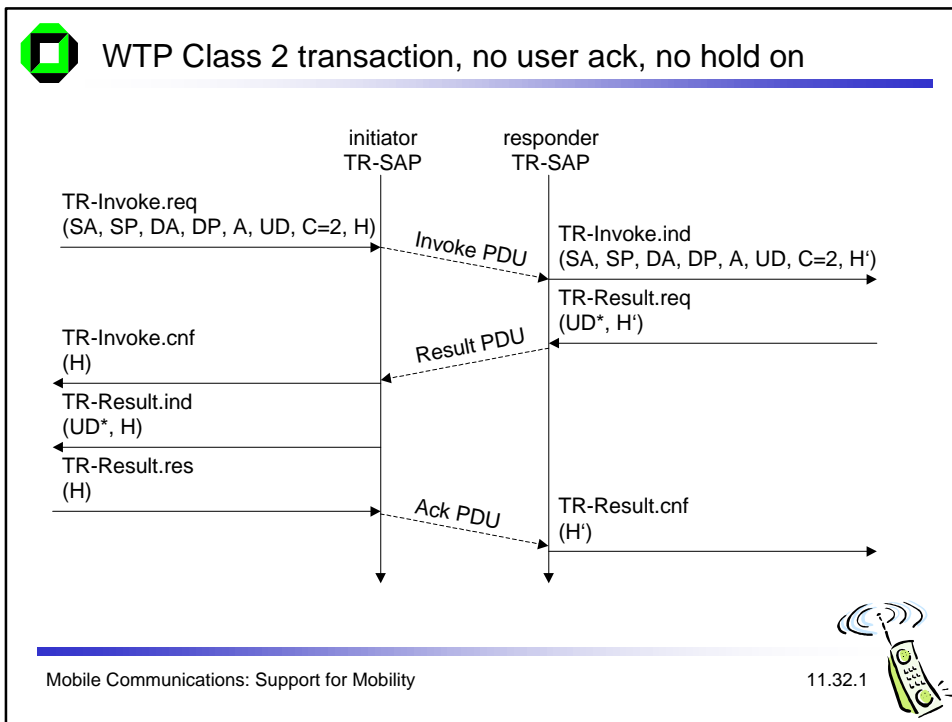 WTP Class 2 transaction, no user ack, no hold on
initiator
TR-SAP
responder
TR-SAP
TR-Invoke.req
(SA, SP, DA, DP, A, UD, C=2, H)
Invoke PDU
TR-Invoke.ind
(SA, SP, DA, DP, A, UD, C=2, H‘)
TR-Result.req
(UD*, H‘)
TR-Invoke.cnf
(H)
Result PDU
TR-Result.ind
(UD*, H)
TR-Result.res
(H)
Ack PDU
TR-Result.cnf
(H‘)
Mobile Communications: Support for Mobility
11.32.1